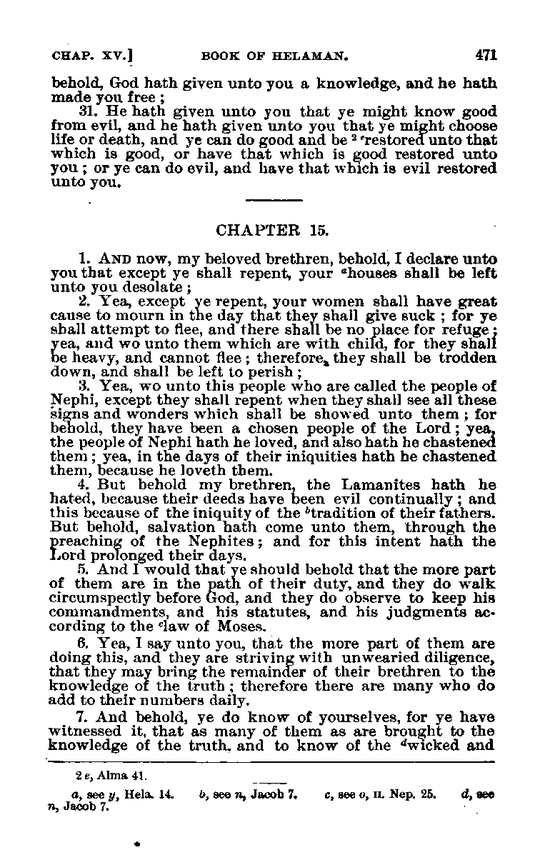 CHAP. XV.] BOOK OF HELAMAN. 471
behold, God hath given unto you a knowledge, and he hath
made you free;
31. He hath given unto you that ye might know good
from evil, and he hath given unto you that ye might choose
life or death, and ye can do good and be ²ᵉrestored unto that
which is good, or have that which is good restored unto
you; or ye can do evil, and have that which is evil restored
unto you.
CHAPTER 15.
1. AND now, my beloved brethren, behold, I declare unto
you that except ye shall repent, your ᵃhouses shall be left
unto you desolate;
2. Yea, except ye repent, your women shall have great
cause to mourn in the day that they shall give suck; for ye
shall attempt to flee, and there shall be no place for refuge;
yea, and wo unto them which are with child, for they shall
be heavy, and cannot flee; therefore, they shall be trodden
down, and shall be left to perish;
3. Yea, wo unto this people who are called the people of
Nephi, except they shall repent when they shall see all these
signs and wonders which shall be showed unto them; for
behold, they have been a chosen people of the Lord; yea,
the people of Nephi hath he loved, and also hath he chastened
them; yea, in the days of their iniquities hath he chastened
them, because he loveth them.
4. But behold my brethren, the Lamanites hath he
hated, because their deeds have been evil continually; and
this because of the iniquity of the ᵇtradition of their fathers.
But behold, salvation hath come unto them, through the
preaching of the Nephites; and for this intent hath the
Lord prolonged their days.
5. And I would that ye should behold that the more part
of them are in the path of their duty, and they do walk
circumspectly before God, and they do observe to keep his
commandments, and his statutes, and his judgments ac-
cording to the ᶜlaw of Moses.
6. Yea, I say unto you, that the more part of them are
doing this, and they are striving with unwearied diligence,
that they may bring the remainder of their brethren to the
knowledge of the truth; therefore there are many who do
add to their numbers daily.
7. And behold, ye do know of yourselves, for ye have
witnessed it, that as many of them as are brought to the
knowledge of the truth, and to know of the ᵈwicked and
2 e, Alma 41.
a, see y, Hela. 14. b, see n, Jacob 7. c, see o, II. Nep. 25. d, see
n, Jacob 7.